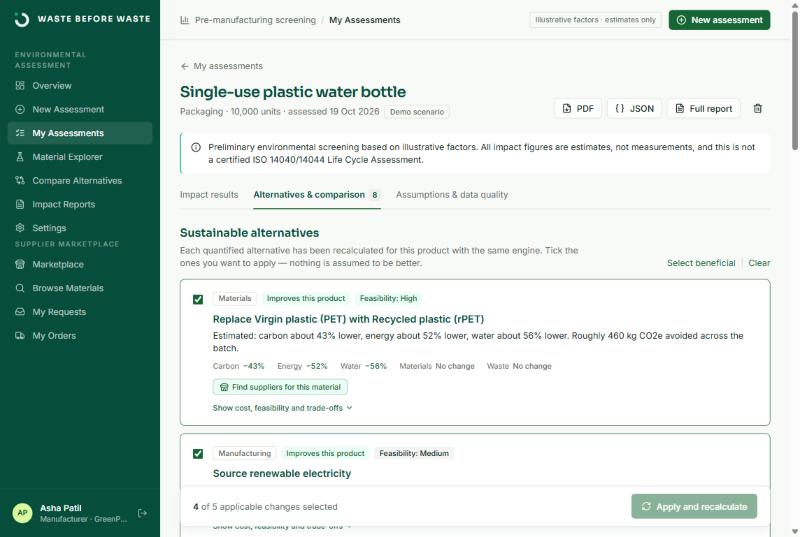 WASTE BEFORE WASTE
Pre-manufacturing screening / My Assessments
Illustrative factors · estimates only
New assessment
ENVIRONMENTAL
ASSESSMENT
Overview
New Assessment
My Assessments
Material Explorer
Compare Alternatives
Impact Reports
Settings
SUPPLIER MARKETPLACE
Marketplace
Browse Materials
My Requests
My Orders
AP
Asha Patil
Manufacturer · GreenP...
My assessments
Single-use plastic water bottle
Packaging · 10,000 units · assessed 19 Oct 2026 Demo scenario
PDF
JSON
Full report
Preliminary environmental screening based on illustrative factors. All impact figures are estimates, not measurements, and this is not
a certified ISO 14040/14044 Life Cycle Assessment.
Impact results Alternatives & comparison 8 Assumptions & data quality
Sustainable alternatives
Each quantified alternative has been recalculated for this product with the same engine. Tick the
ones you want to apply — nothing is assumed to be better.
Select beneficial Clear
Materials Improves this product Feasibility: High
Replace Virgin plastic (PET) with Recycled plastic (rPET)
Estimated: carbon about 43% lower, energy about 52% lower, water about 56% lower. Roughly 460 kg CO2e avoided across the
batch.
Carbon −43% Energy −52% Water −56% Materials No change Waste No change
Find suppliers for this material
Show cost, feasibility and trade-offs
Manufacturing Improves this product Feasibility: Medium
Source renewable electricity
4 of 5 applicable changes selected
Apply and recalculate
Show cost, feasibility and trade-offs